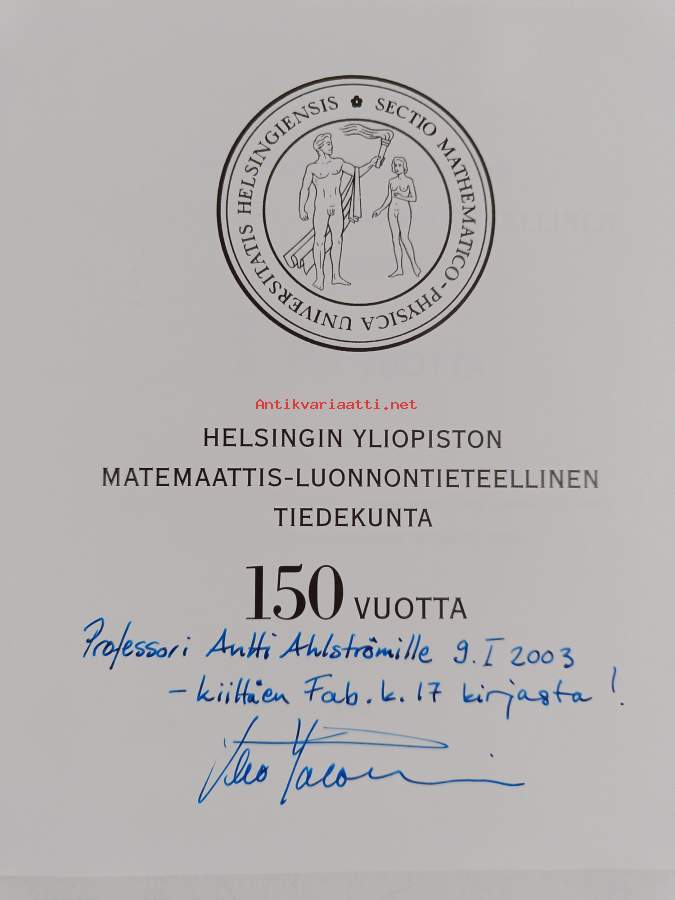 SECTIO MATHEMATICO-PHYSICA UNIVERSITATIS HELSINGIENSIS
Antikvariaatti.net
HELSINGIN YLIOPISTON
MATEMAATTIS-LUONNONTIETEELLINEN
TIEDEKUNTA
150 VUOTTA
Professori Antti Ahlströmille 9.I 2003
– kiittäen Fab.k.17 kirjasta!